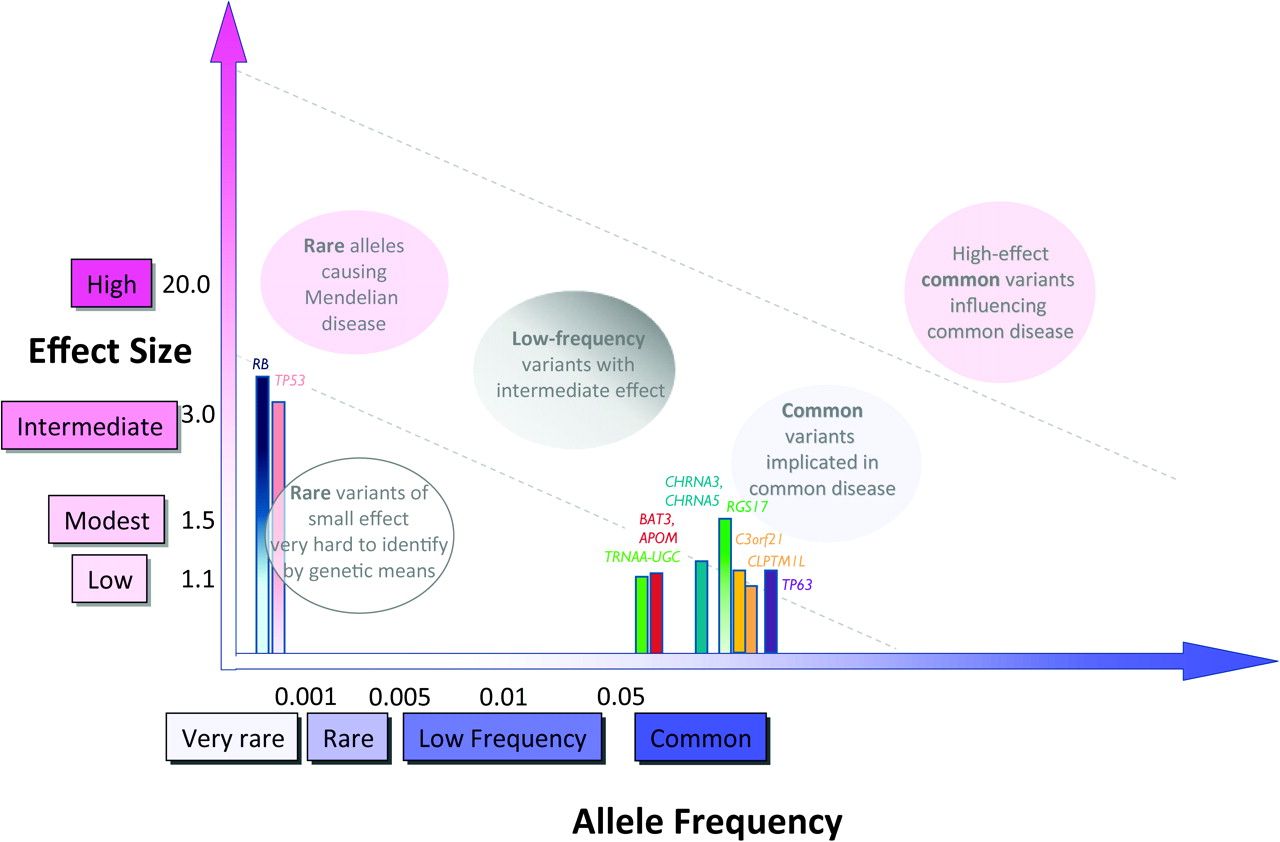 Rare alleles
causing
Mendelian
disease
High-effect
common variants
influencing
common disease
High 20.0
Low-frequency
variants with
intermediate effect
Effect Size
RB
TP53
Intermediate 3.0
Common
variants
implicated in
common disease
Rare variants of
small effect
very hard to identify
by genetic means
CHRNA3,
CHRNA5
RGS17
BAT3,
APOM
TRNAA-UGC
C3orf21
CLPTM1L
TP63
Modest 1.5
Low 1.1
0.001 0.005 0.01 0.05
Very rare Rare Low Frequency Common
Allele Frequency